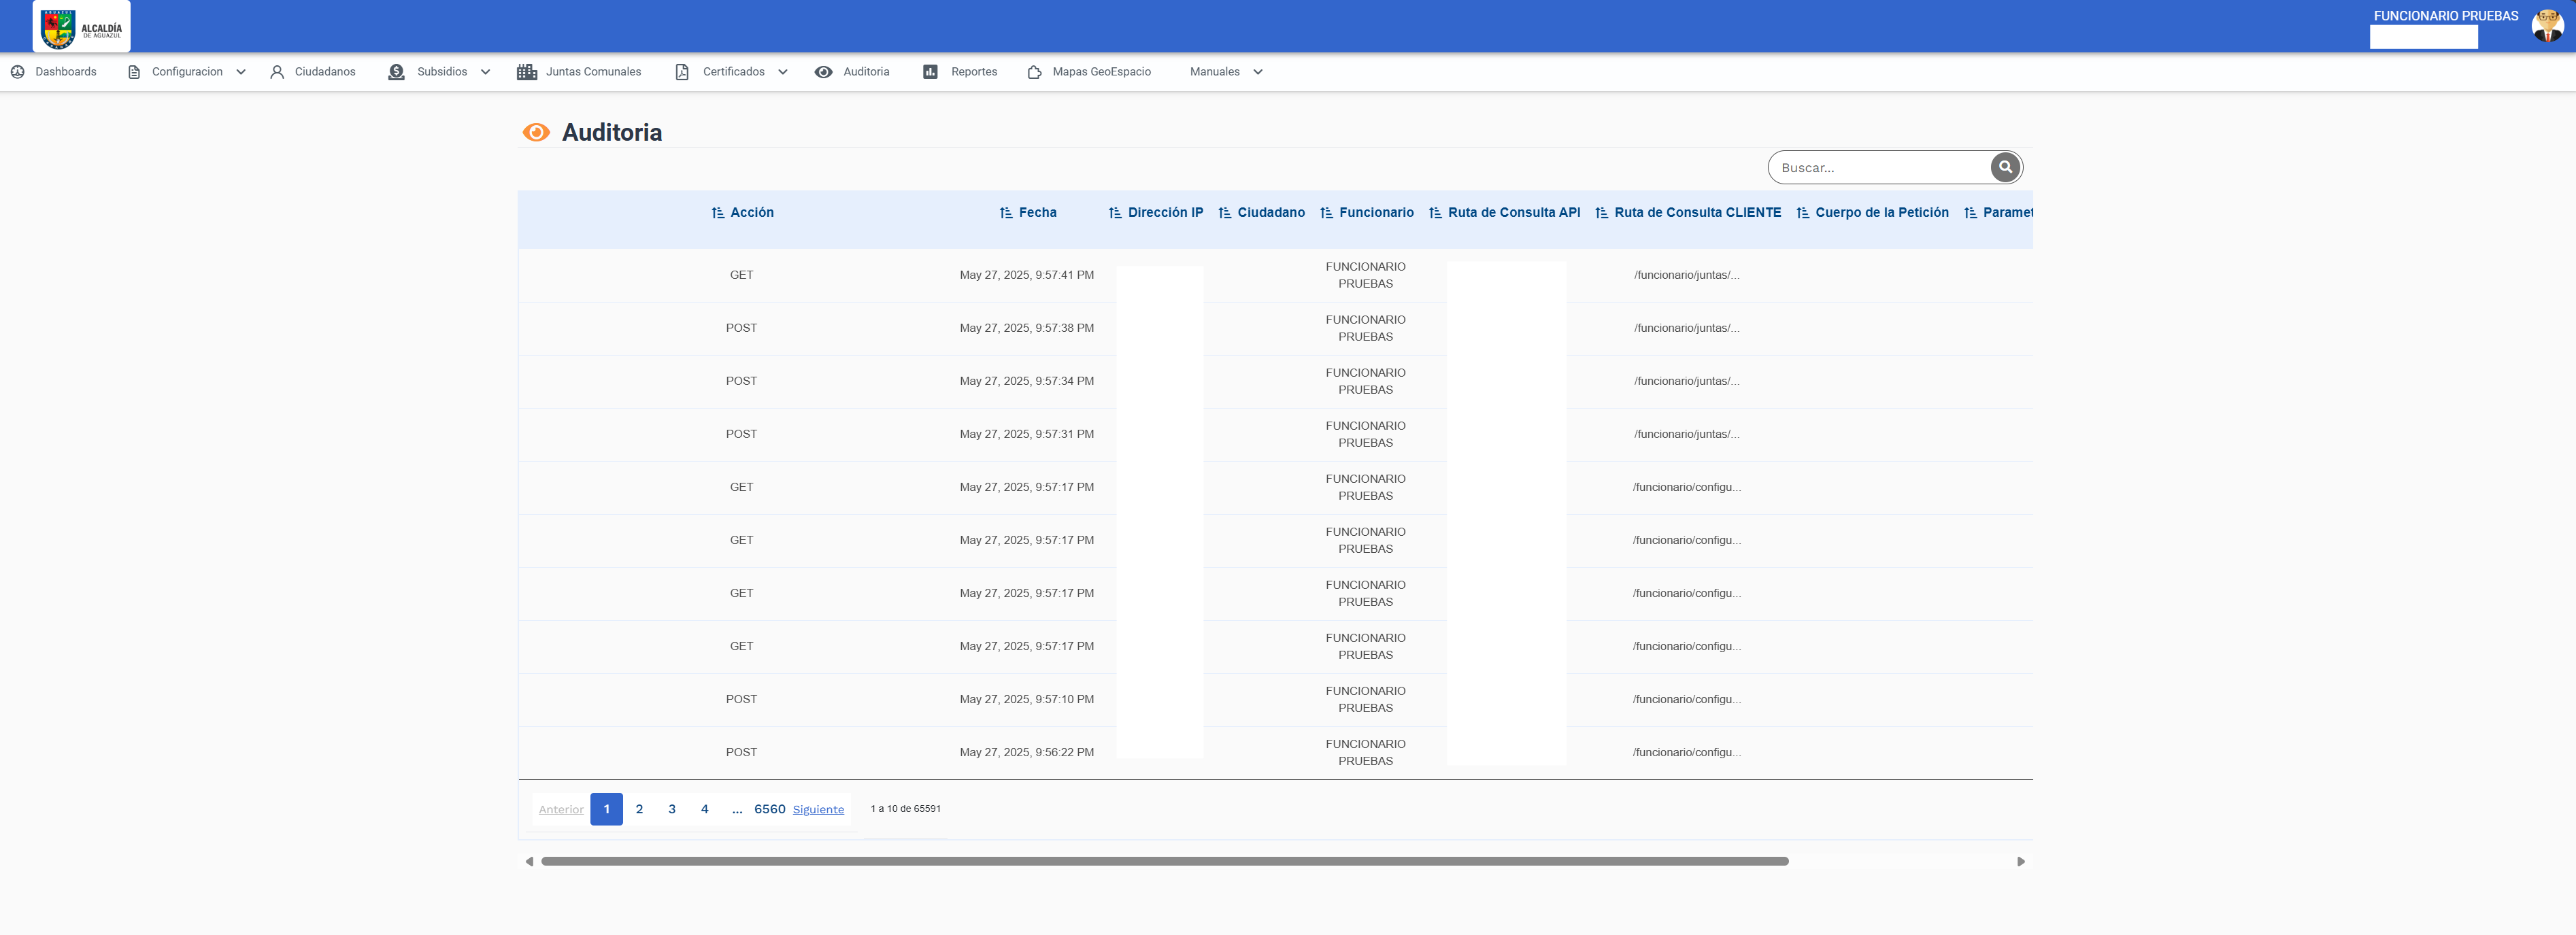 ALCALDÍA
DE AGUAZUL
FUNCIONARIO PRUEBAS
Dashboards Configuracion Ciudadanos Subsidios Juntas Comunales Certificados Auditoria Reportes Mapas GeoEspacio Manuales
Auditoria
Buscar...
Acción Fecha Dirección IP Ciudadano Funcionario Ruta de Consulta API Ruta de Consulta CLIENTE Cuerpo de la Petición Paramet
GET May 27, 2025, 9:57:41 PM FUNCIONARIO PRUEBAS /funcionario/juntas/...
POST May 27, 2025, 9:57:38 PM FUNCIONARIO PRUEBAS /funcionario/juntas/...
POST May 27, 2025, 9:57:34 PM FUNCIONARIO PRUEBAS /funcionario/juntas/...
POST May 27, 2025, 9:57:31 PM FUNCIONARIO PRUEBAS /funcionario/juntas/...
GET May 27, 2025, 9:57:17 PM FUNCIONARIO PRUEBAS /funcionario/configu...
GET May 27, 2025, 9:57:17 PM FUNCIONARIO PRUEBAS /funcionario/configu...
GET May 27, 2025, 9:57:17 PM FUNCIONARIO PRUEBAS /funcionario/configu...
GET May 27, 2025, 9:57:17 PM FUNCIONARIO PRUEBAS /funcionario/configu...
POST May 27, 2025, 9:57:10 PM FUNCIONARIO PRUEBAS /funcionario/configu...
POST May 27, 2025, 9:56:22 PM FUNCIONARIO PRUEBAS /funcionario/configu...
Anterior 1 2 3 4 ... 6560 Siguiente 1 a 10 de 65591